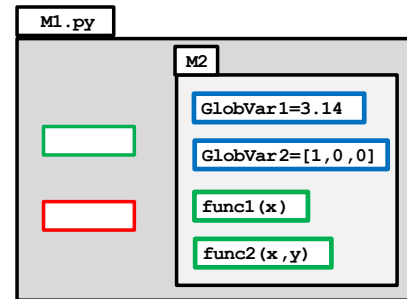 M1.py
M2
GlobVar1=3.14
GlobVar2=[1,0,0]
func1(x)
func2(x,y)